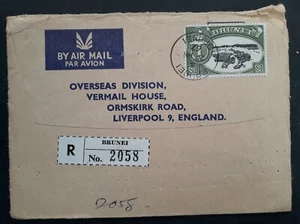 BY AIR MAIL
PAR AVION
BRUNEI
OVERSEAS DIVISION,
VERMAIL HOUSE,
ORMSKIRK ROAD,
LIVERPOOL 9, ENGLAND.
BRUNEI
R No. 2058
2058